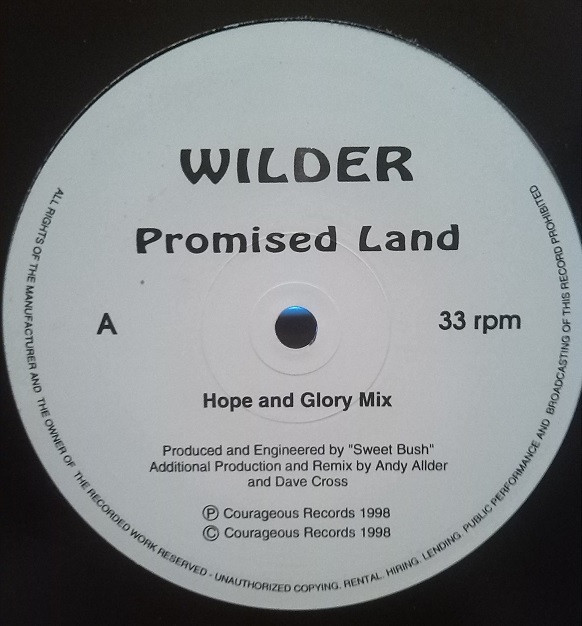 WILDER
Promised Land
A
33 rpm
Hope and Glory Mix
Produced and Engineered by "Sweet Bush"
Additional Production and Remix by Andy Allder
and Dave Cross
Ⓟ Courageous Records 1998
© Courageous Records 1998
ALL RIGHTS OF THE MANUFACTURER AND THE OWNER OF THE RECORDED WORK RESERVED - UNAUTHORIZED COPYING. RENTAL. HIRING. LENDING. PUBLIC PERFORMANCE AND BROADCASTING OF THIS RECORD PROHIBITED